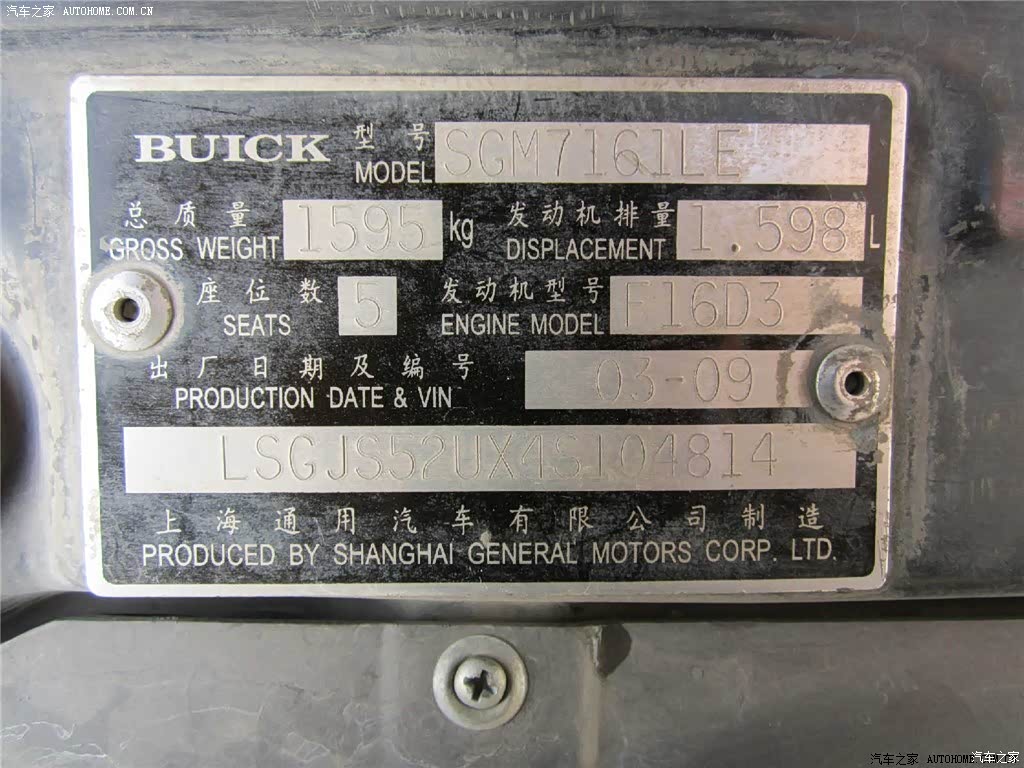 汽车之家 AUTOHOME.COM.CN
BUICK 型号 SGM7161LE
MODEL
总质量 1595 kg 发动机排量 1.598 L
GROSS WEIGHT DISPLACEMENT
座位数 5 发动机型号 F16D3
SEATS ENGINE MODEL
出厂日期及编号 03-09
PRODUCTION DATE & VIN
LSGJS52UX4S104814
上海通用汽车有限公司制造
PRODUCED BY SHANGHAI GENERAL MOTORS CORP. LTD.
汽车之家 AUTOHOME 汽车之家